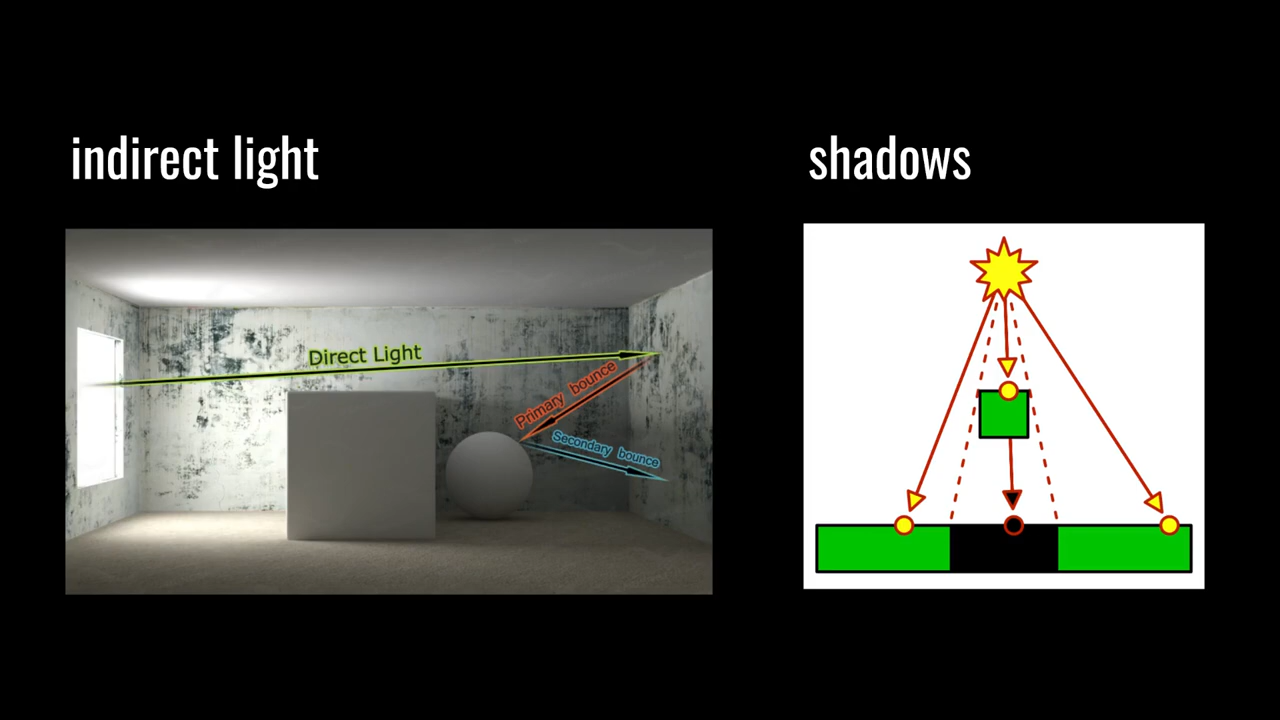 indirect light
shadows
Direct Light
Primary bounce
Secondary bounce